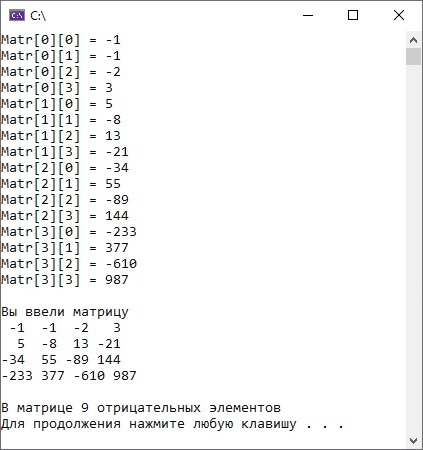 C:\
Matr[0][0] = -1
Matr[0][1] = -1
Matr[0][2] = -2
Matr[0][3] = 3
Matr[1][0] = 5
Matr[1][1] = -8
Matr[1][2] = 13
Matr[1][3] = -21
Matr[2][0] = -34
Matr[2][1] = 55
Matr[2][2] = -89
Matr[2][3] = 144
Matr[3][0] = -233
Matr[3][1] = 377
Matr[3][2] = -610
Matr[3][3] = 987
Вы ввели матрицу
-1 -1 -2 3
5 -8 13 -21
-34 55 -89 144
-233 377 -610 987
В матрице 9 отрицательных элементов
Для продолжения нажмите любую клавишу . . .